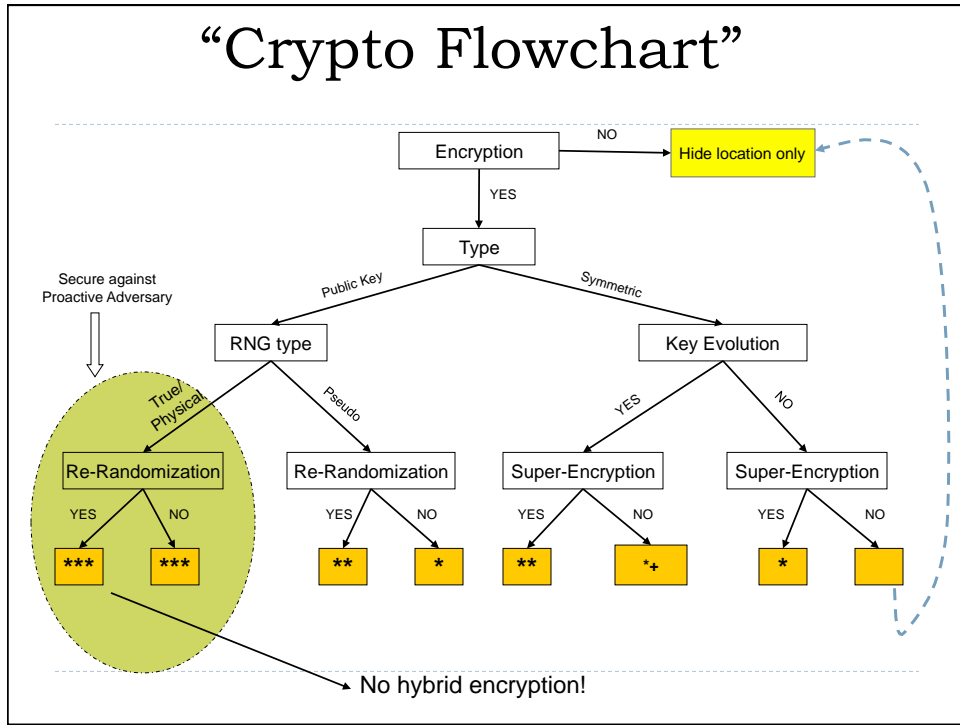 “Crypto Flowchart”
NO
Encryption
Hide location only
YES
Type
Secure against
Proactive Adversary
Public Key
Symmetric
RNG type
Key Evolution
True/
Physical
Pseudo
YES
NO
Re-Randomization
Re-Randomization
Super-Encryption
Super-Encryption
YES
NO
YES
NO
YES
NO
YES
NO
***
***
**
*
**
*+
*
No hybrid encryption!